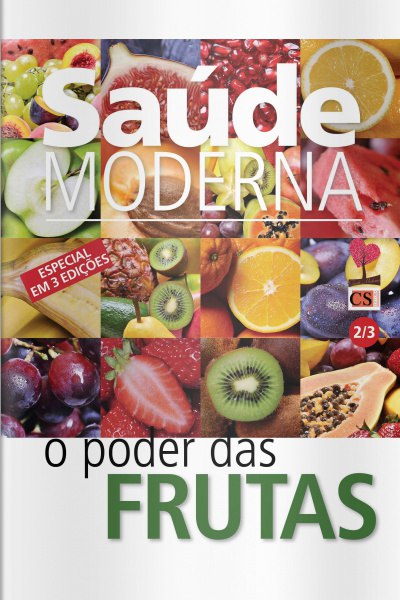 Saúde
MODERNA
ESPECIAL
EM 3 EDIÇÕES
CS
2/3
o poder das
FRUTAS